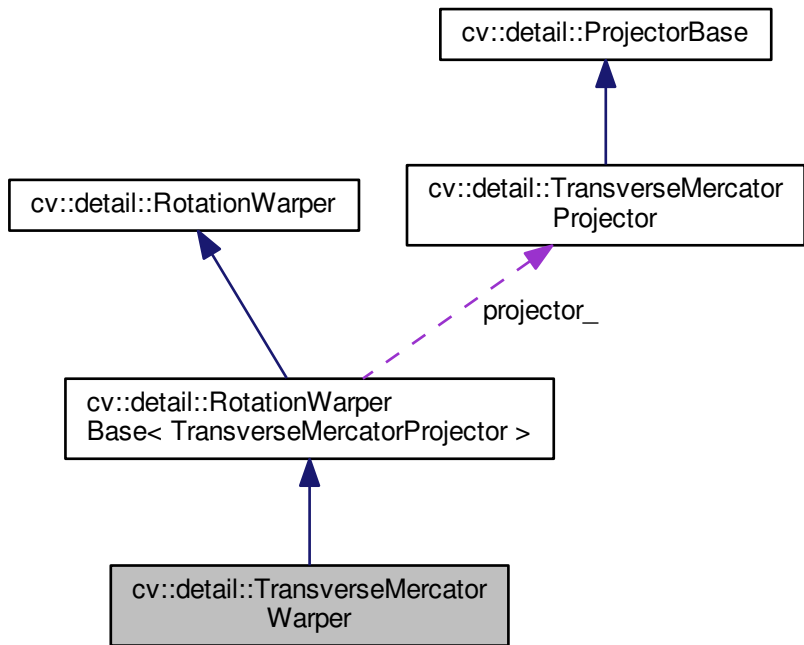 cv::detail::ProjectorBase
cv::detail::RotationWarper
cv::detail::TransverseMercator
Projector
projector_
cv::detail::RotationWarper
Base< TransverseMercatorProjector >
cv::detail::TransverseMercator
Warper